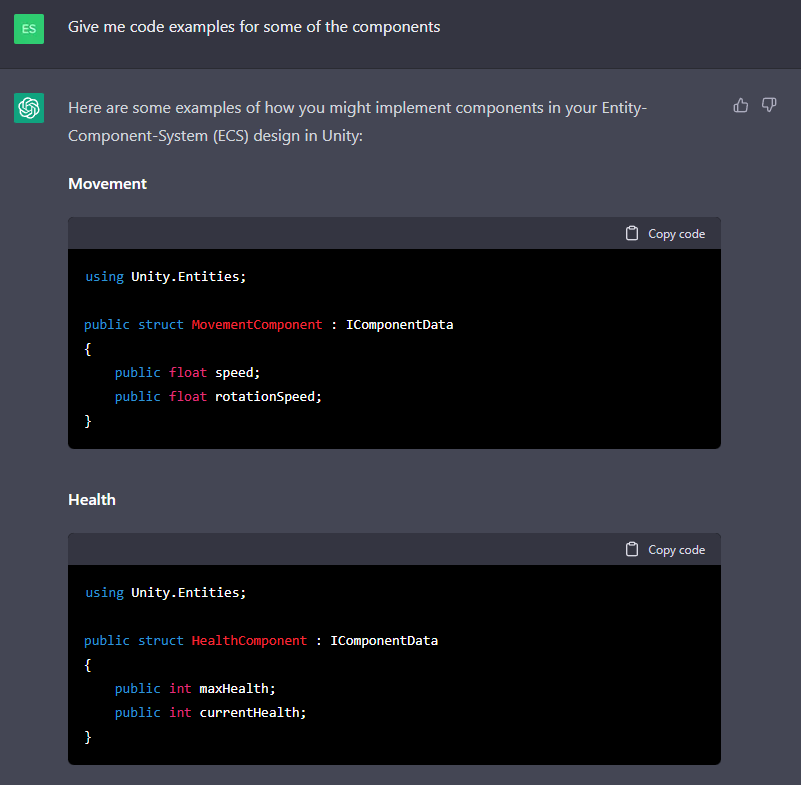 ES
Give me code examples for some of the components
Here are some examples of how you might implement components in your Entity-
Component-System (ECS) design in Unity:
Movement
Copy code
using Unity.Entities;
public struct MovementComponent : IComponentData
{
    public float speed;
    public float rotationSpeed;
}
Health
Copy code
using Unity.Entities;
public struct HealthComponent : IComponentData
{
    public int maxHealth;
    public int currentHealth;
}